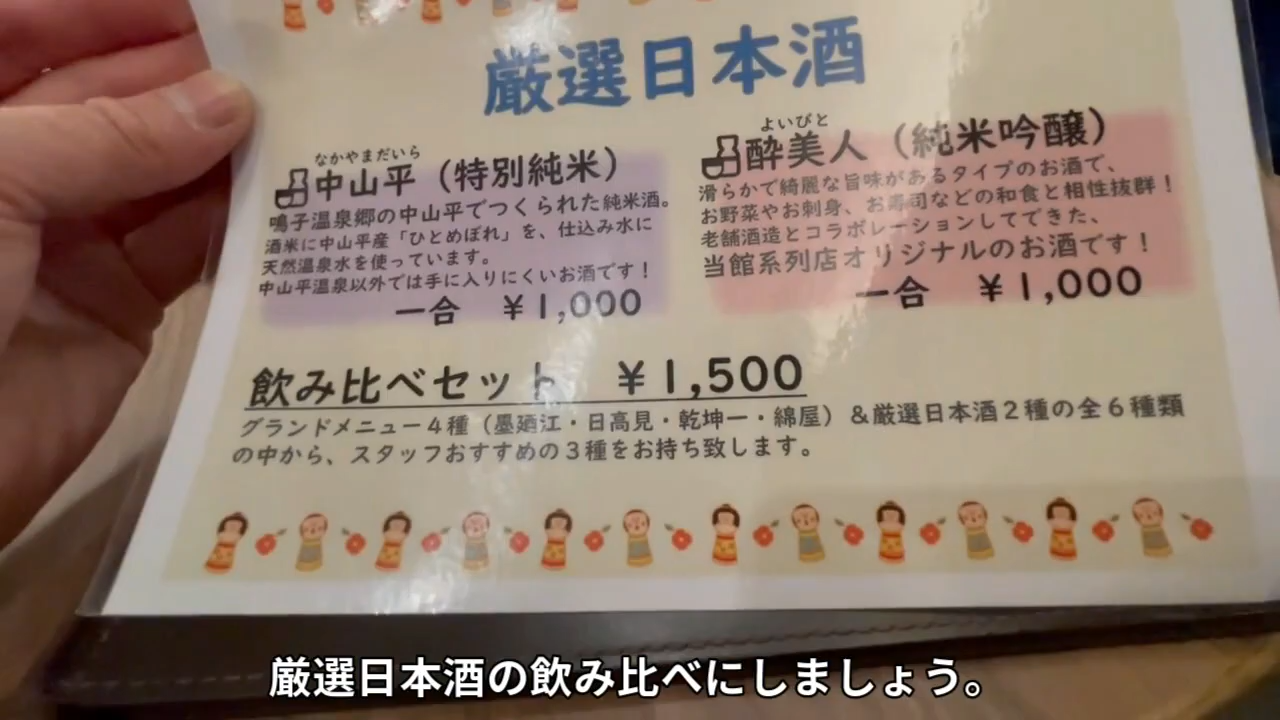 厳選日本酒
なかやまだいら
中山平（特別純米）
鳴子温泉郷の中山平でつくられた純米酒。
酒米に中山平産「ひとめぼれ」を、仕込み水に
天然温泉水を使っています。
中山平温泉以外では手に入りにくいお酒です！
一合　￥1,000
よいびと
酔美人（純米吟醸）
滑らかで綺麗な旨味があるタイプのお酒で、
お野菜やお刺身、お寿司などの和食と相性抜群！
老舗酒造とコラボレーションしてできた、
当館系列店オリジナルのお酒です！
一合　￥1,000
飲み比べセット　￥1,500
グランドメニュー４種（墨廼江・日高見・乾坤一・綿屋）＆厳選日本酒２種の全６種類
の中から、スタッフおすすめの３種をお持ち致します。
厳選日本酒の飲み比べにしましょう。